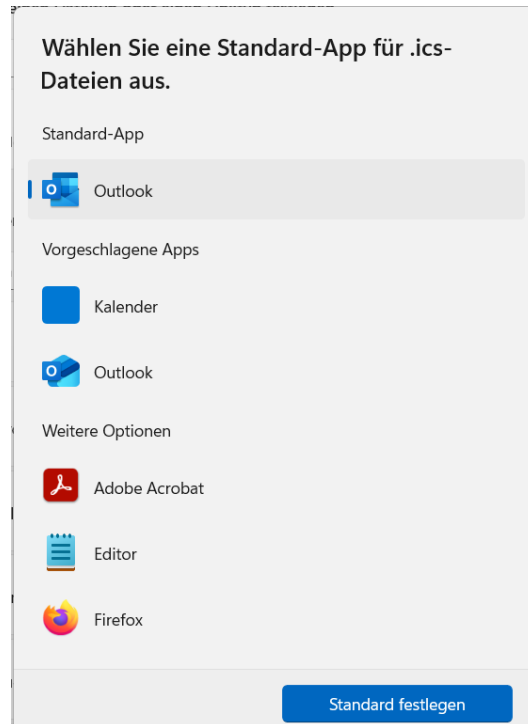 Wählen Sie eine Standard-App für .ics-
Dateien aus.
Standard-App
Outlook
Vorgeschlagene Apps
Kalender
Outlook
Weitere Optionen
Adobe Acrobat
Editor
Firefox
Standard festlegen